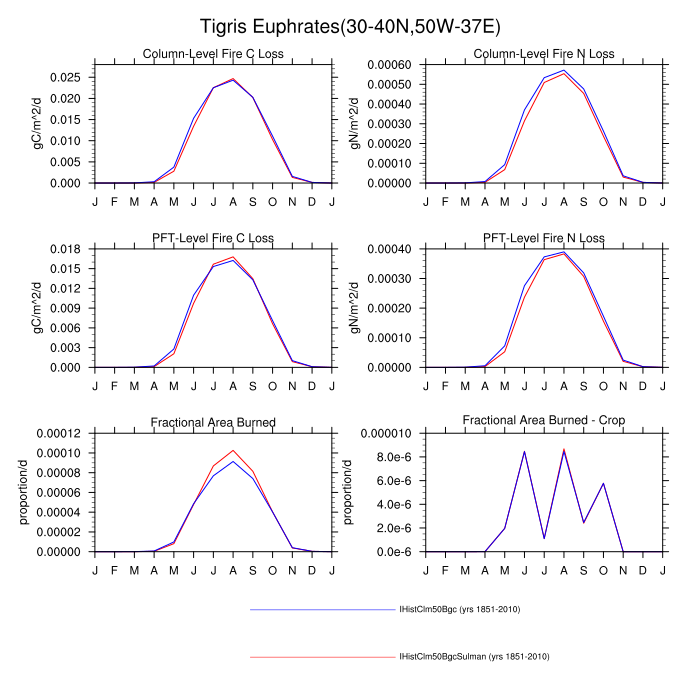 Tigris Euphrates(30-40N,50W-37E)
Column-Level Fire C Loss
gC/m^2/d
0.025
0.020
0.015
0.010
0.005
0.000
J F M A M J J A S O N D J
Column-Level Fire N Loss
gN/m^2/d
0.00060
0.00050
0.00040
0.00030
0.00020
0.00010
0.00000
J F M A M J J A S O N D J
PFT-Level Fire C Loss
gC/m^2/d
0.018
0.015
0.012
0.009
0.006
0.003
0.000
J F M A M J J A S O N D J
PFT-Level Fire N Loss
gN/m^2/d
0.00040
0.00030
0.00020
0.00010
0.00000
J F M A M J J A S O N D J
Fractional Area Burned
proportion/d
0.00012
0.00010
0.00008
0.00006
0.00004
0.00002
0.00000
J F M A M J J A S O N D J
Fractional Area Burned - Crop
proportion/d
0.000010
8.0e-6
6.0e-6
4.0e-6
2.0e-6
0.0e-6
J F M A M J J A S O N D J
IHistClm50Bgc (yrs 1851-2010)
IHistClm50BgcSulman (yrs 1851-2010)